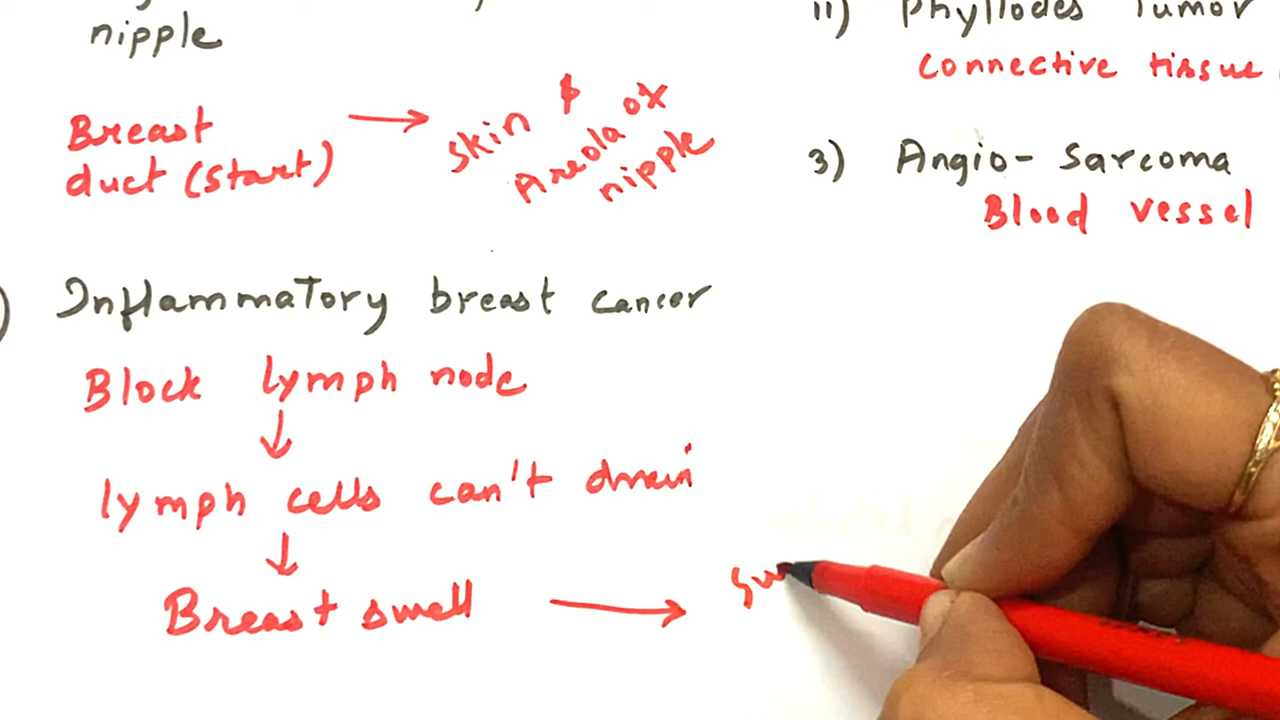 nipple
Breast
duct (start)
skin &
Areola or
nipple
Inflammatory breast cancer
Block lymph node
lymph cells can't drain
Breast swell
ii) Phyllodes Tumor
connective tissue
3) Angio-Sarcoma
Blood vessel